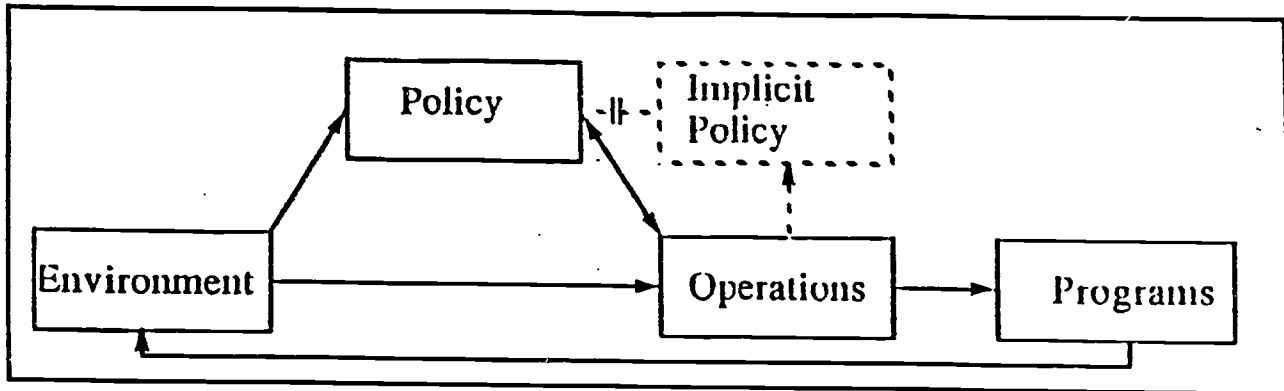 Policy
Implicit
Policy
Environment
Operations
Programs